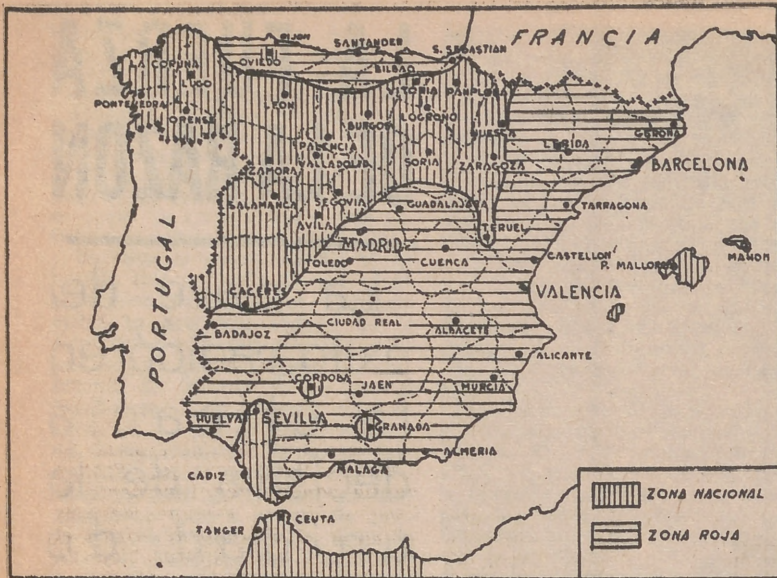 FRANCIA
GIJON
SANTANDER
S. SEBASTIAN
LA CORUNA
OVIEDO
BILBAO
LUGO
VITORIA
PAMPLONA
PONTEVEDRA
LEON
LOGROÑO
ORENSE
BURGOS
HUESCA
GERONA
PALENCIA
LERIDA
VALLADOLID
SORIA
ZARAGOZA
BARCELONA
ZAMORA
SALAMANCA
SEGOVIA
GUADALAJARA
TARRAGONA
AVILA
TERUEL
MADRID
CASTELLON
MAHON
TOLEDO
CUENCA
P. MALLORCA
PORTUGAL
CACERES
VALENCIA
BADAJOZ
CIUDAD REAL
ALBACETE
ALICANTE
CORDOBA
JAEN
MURCIA
HUELVA
SEVILLA
GRANADA
ALMERIA
CADIZ
MALAGA
ZONA NACIONAL
CEUTA
TANGER
ZONA ROJA